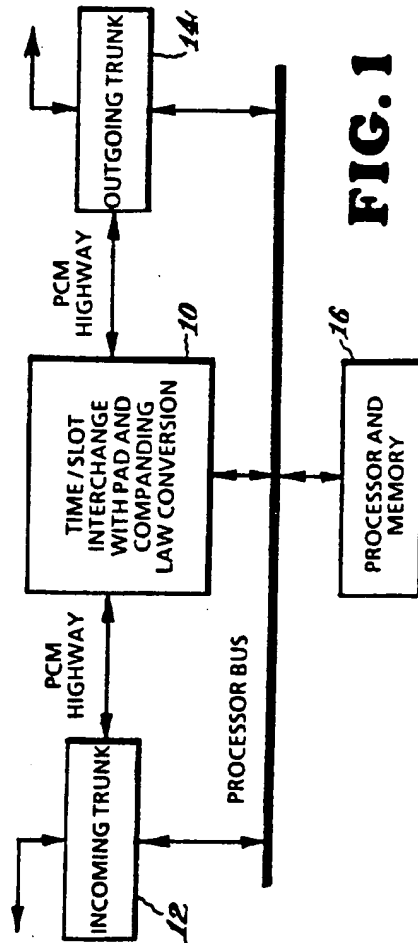 INCOMING TRUNK
12
PCM
HIGHWAY
TIME / SLOT
INTERCHANGE
WITH PAD AND
COMPANDING
LAW CONVERSION
10
PCM
HIGHWAY
OUTGOING TRUNK
14
PROCESSOR BUS
PROCESSOR AND
MEMORY
16
FIG. 1